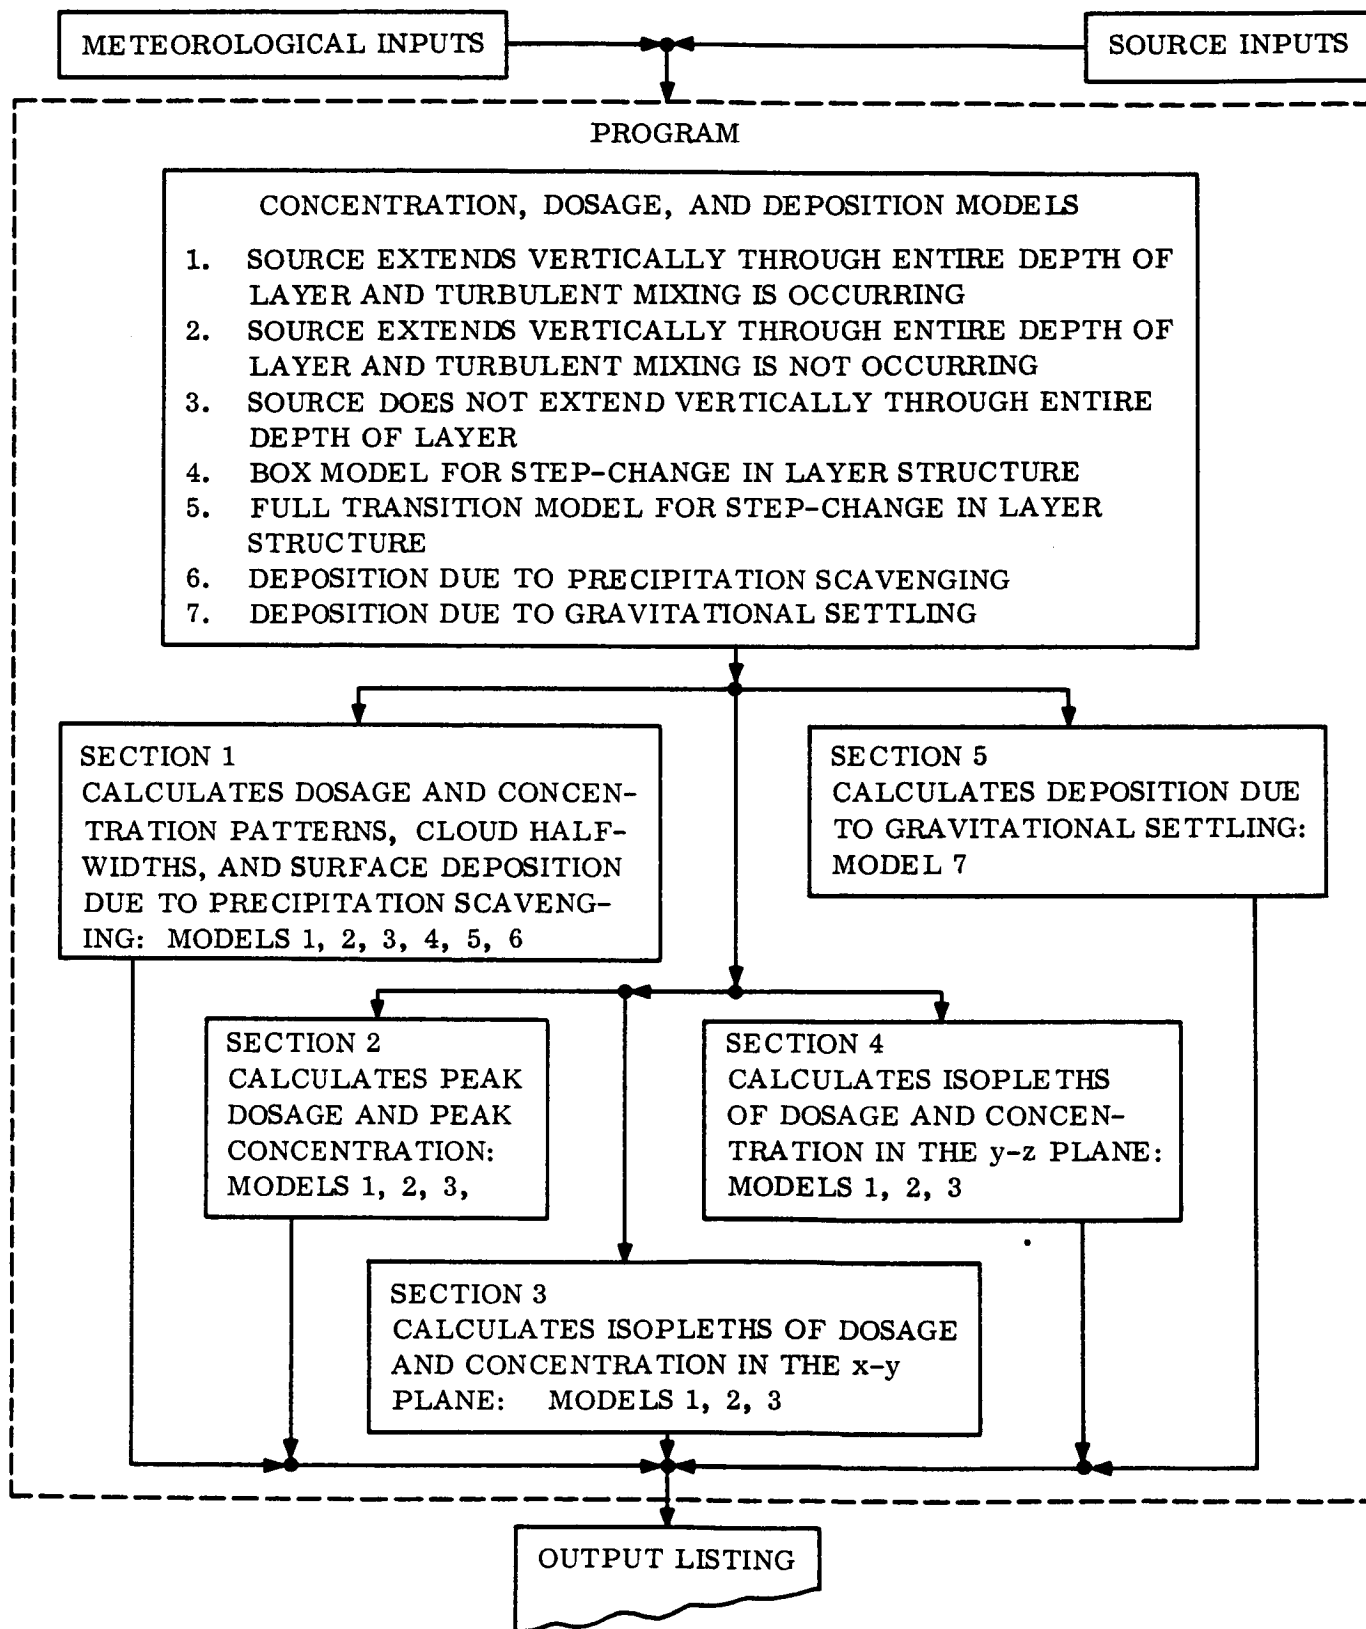 METEOROLOGICAL INPUTS
SOURCE INPUTS
PROGRAM
CONCENTRATION, DOSAGE, AND DEPOSITION MODELS
1. SOURCE EXTENDS VERTICALLY THROUGH ENTIRE DEPTH OF
LAYER AND TURBULENT MIXING IS OCCURRING
2. SOURCE EXTENDS VERTICALLY THROUGH ENTIRE DEPTH OF
LAYER AND TURBULENT MIXING IS NOT OCCURRING
3. SOURCE DOES NOT EXTEND VERTICALLY THROUGH ENTIRE
DEPTH OF LAYER
4. BOX MODEL FOR STEP-CHANGE IN LAYER STRUCTURE
5. FULL TRANSITION MODEL FOR STEP-CHANGE IN LAYER
STRUCTURE
6. DEPOSITION DUE TO PRECIPITATION SCAVENGING
7. DEPOSITION DUE TO GRAVITATIONAL SETTLING
SECTION 1
CALCULATES DOSAGE AND CONCEN-
TRATION PATTERNS, CLOUD HALF-
WIDTHS, AND SURFACE DEPOSITION
DUE TO PRECIPITATION SCAVENG-
ING: MODELS 1, 2, 3, 4, 5, 6
SECTION 5
CALCULATES DEPOSITION DUE
TO GRAVITATIONAL SETTLING:
MODEL 7
SECTION 2
CALCULATES PEAK
DOSAGE AND PEAK
CONCENTRATION:
MODELS 1, 2, 3,
SECTION 4
CALCULATES ISOPLETHS
OF DOSAGE AND CONCEN-
TRATION IN THE y-z PLANE:
MODELS 1, 2, 3
SECTION 3
CALCULATES ISOPLETHS OF DOSAGE
AND CONCENTRATION IN THE x-y
PLANE: MODELS 1, 2, 3
OUTPUT LISTING